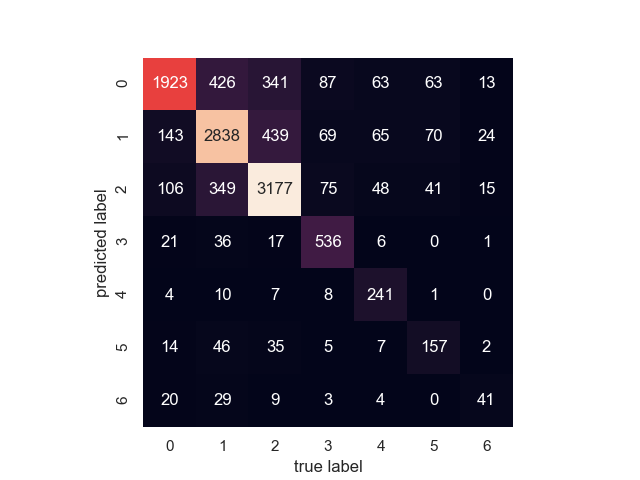 0 1923 426 341 87 63 63 13
1 143 2838 439 69 65 70 24
2 106 349 3177 75 48 41 15
3 21 36 17 536 6 0 1
4 4 10 7 8 241 1 0
5 14 46 35 5 7 157 2
6 20 29 9 3 4 0 41
predicted label
0 1 2 3 4 5 6
true label